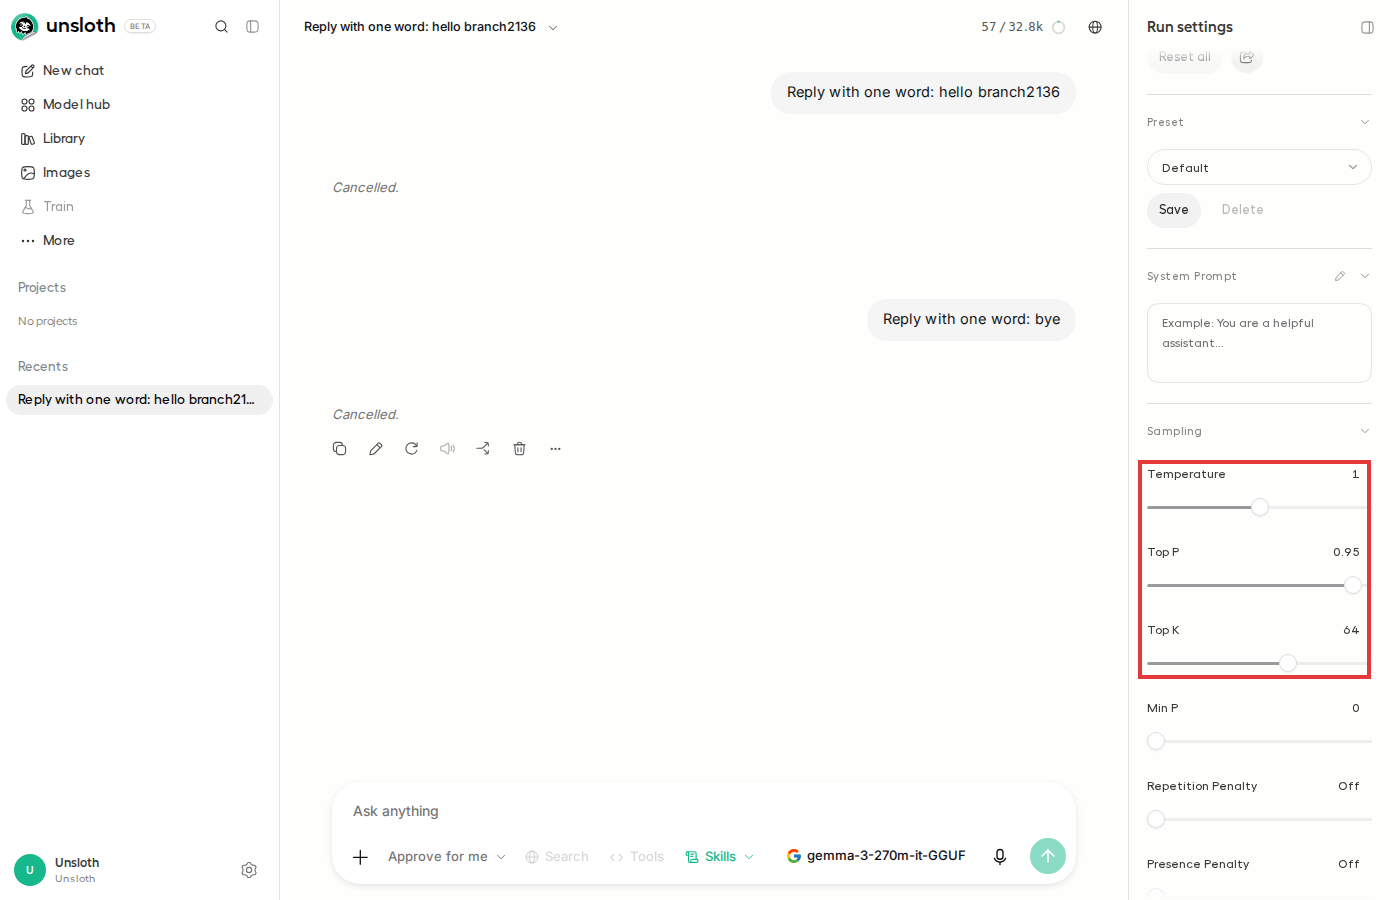 unsloth
BETA
New chat
Model hub
Library
Images
Train
More
Projects
No projects
Recents
Reply with one word: hello branch21...
U
Unsloth
Unsloth
Reply with one word: hello branch2136
57 / 32.8k
Reply with one word: hello branch2136
Cancelled.
Reply with one word: bye
Cancelled.
Ask anything
Approve for me
Search
Tools
Skills
gemma-3-270m-it-GGUF
Run settings
Reset all
Preset
Default
Save
Delete
System Prompt
Example: You are a helpful
assistant...
Sampling
Temperature
1
Top P
0.95
Top K
64
Min P
0
Repetition Penalty
Off
Presence Penalty
Off